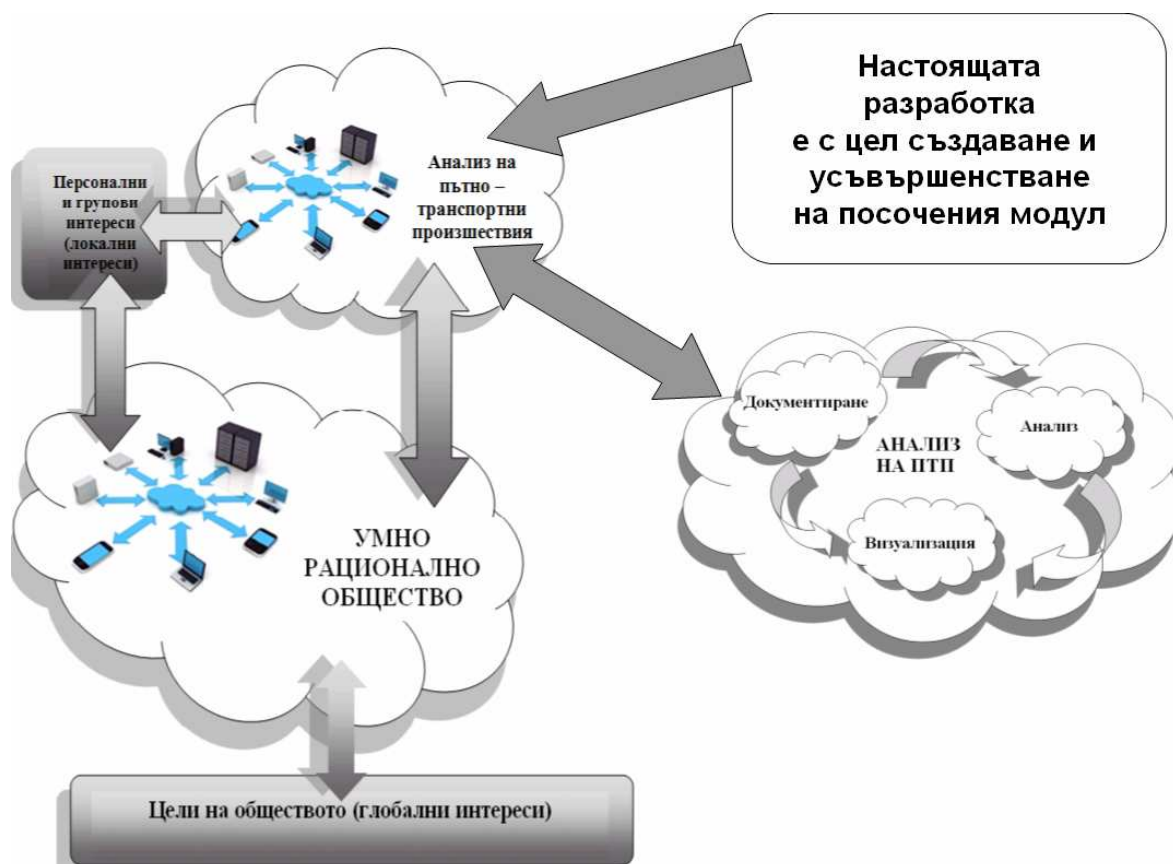 Настоящата
разработка
е с цел създаване и
усъвършенстване
на посочения модул
Анализ на
пътно –
транспортни
произшествия
Персонални
и групови
интереси
(локални
интереси)
Документиране
Анализ
АНАЛИЗ
НА ПТП
Визуализация
УМНО
РАЦИОНАЛНО
ОБЩЕСТВО
Цели на обществото (глобални интереси)